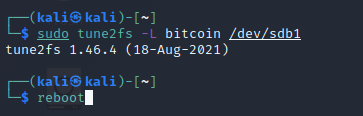 ┌──(kali㉿kali)-[~]
└─$ sudo tune2fs -L bitcoin /dev/sdb1
tune2fs 1.46.4 (18-Aug-2021)
┌──(kali㉿kali)-[~]
└─$ reboot